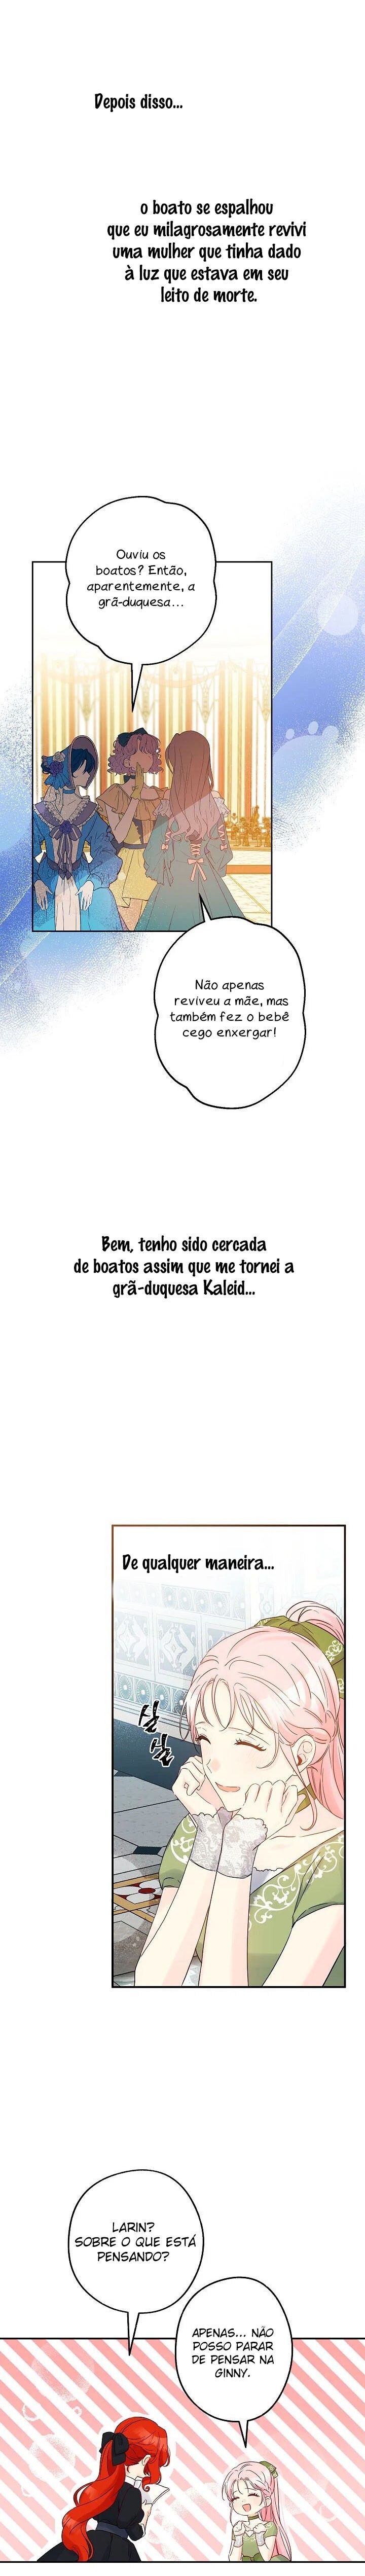 Depois disso...
o boato se espalhou
que eu milagrosamente revivi
uma mulher que tinha dado
à luz que estava em seu
leito de morte.
Ouviu os
boatos? Então,
aparentemente, a
grã-duquesa...
Não apenas
reviveu a mãe, mas
também fez o bebê
cego enxergar!
Bem, tenho sido cercada
de boatos assim que me tornei a
grã-duquesa Kaleid...
De qualquer maneira...
실
실
LARIN?
SOBRE O QUE ESTÁ
PENSANDO?
APENAS... NÃO
POSSO PARAR
DE PENSAR NA
GINNY.